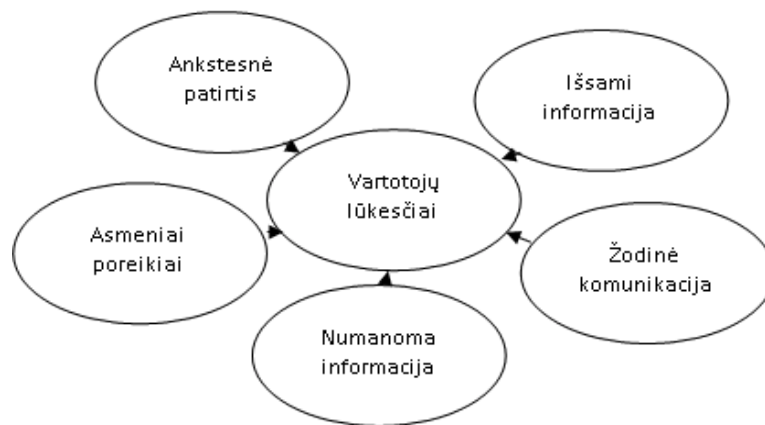 Ankstesnė
patirtis
Išsami
informacija
Vartotojų
lūkesčiai
Asmeniai
poreikiai
Žodinė
komunikacija
Numanoma
informacija